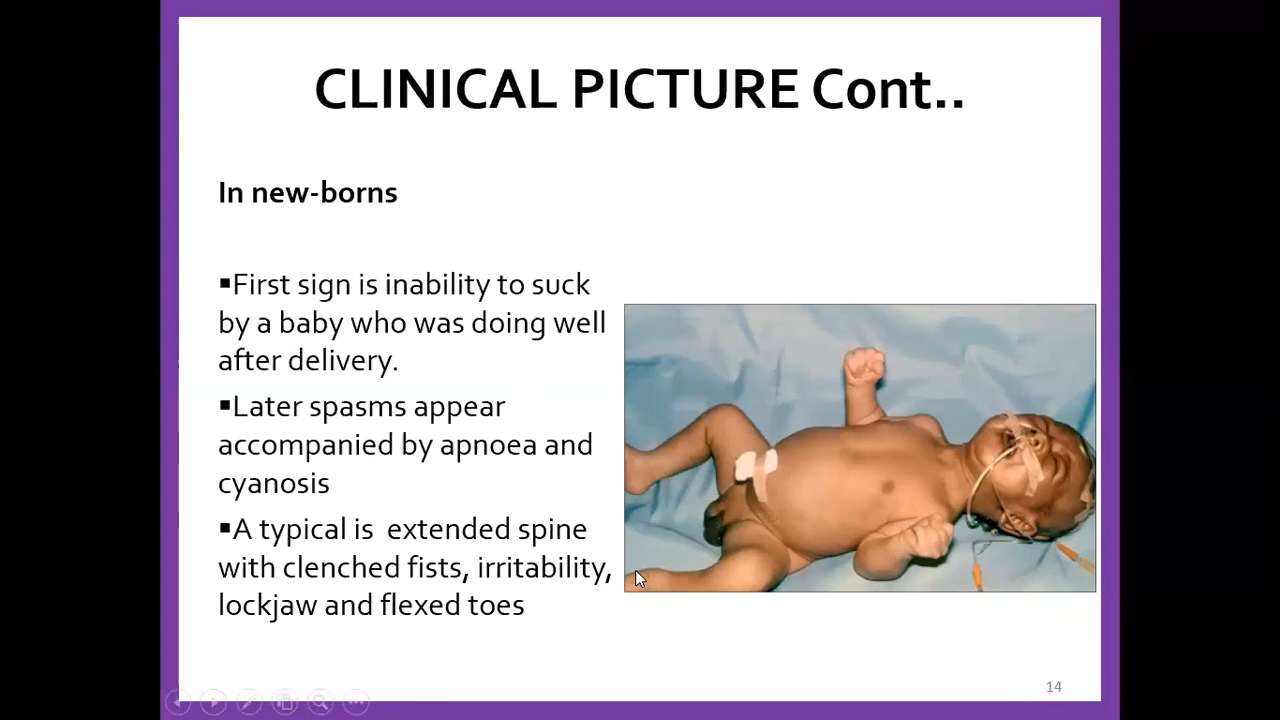 CLINICAL PICTURE Cont..
In new-borns
▪First sign is inability to suck
by a baby who was doing well
after delivery.
▪Later spasms appear
accompanied by apnoea and
cyanosis
▪A typical is  extended spine
with clenched fists, irritability,
lockjaw and flexed toes
14